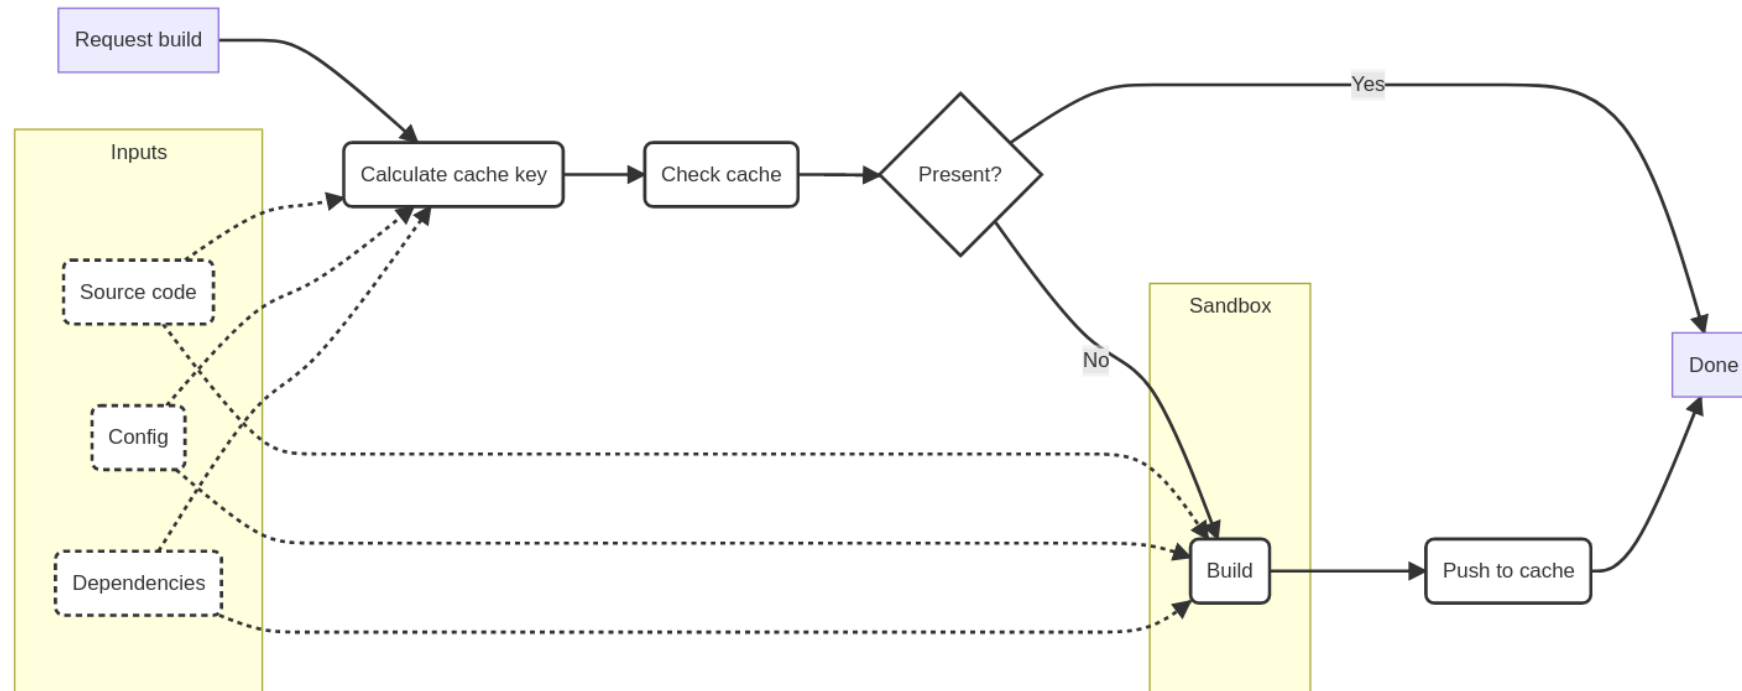 Request build
Yes
Inputs
Calculate cache key
Check cache
Present?
Source code
Sandbox
No
Done
Config
Build
Push to cache
Dependencies